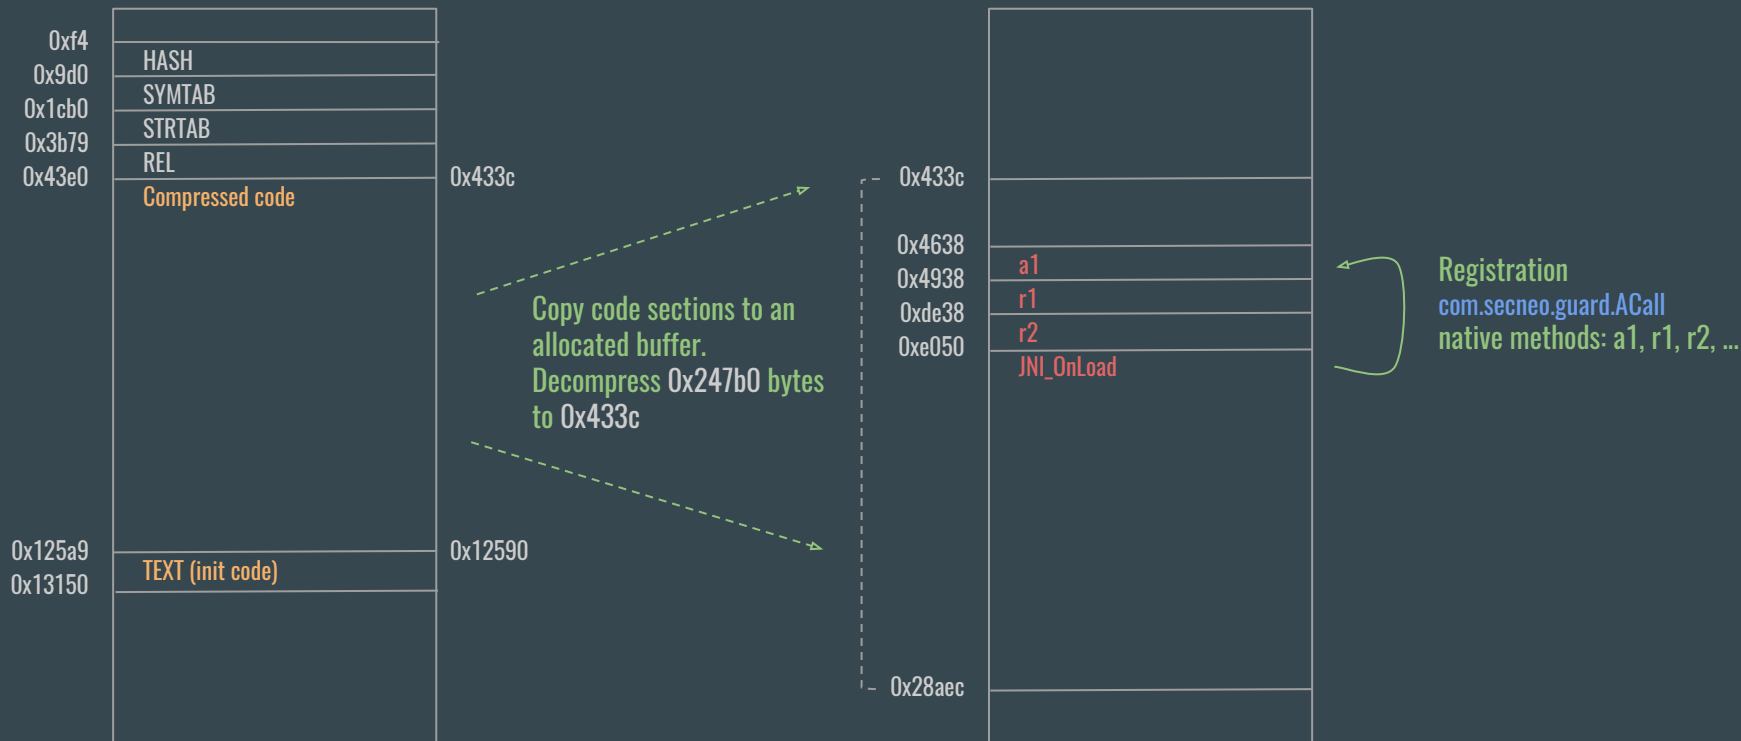 0xf4
HASH
0x9d0
SYMTAB
0x1cb0
STRTAB
0x3b79
REL
0x43e0
0x433c
Compressed code
0x125a9
0x12590
TEXT (init code)
0x13150
Copy code sections to an
allocated buffer.
Decompress 0x247b0 bytes
to 0x433c
0x433c
0x4638
a1
0x4938
r1
0xde38
r2
0xe050
JNI_OnLoad
0x28aec
Registration
com.secneo.guard.ACall
native methods: a1, r1, r2, ...